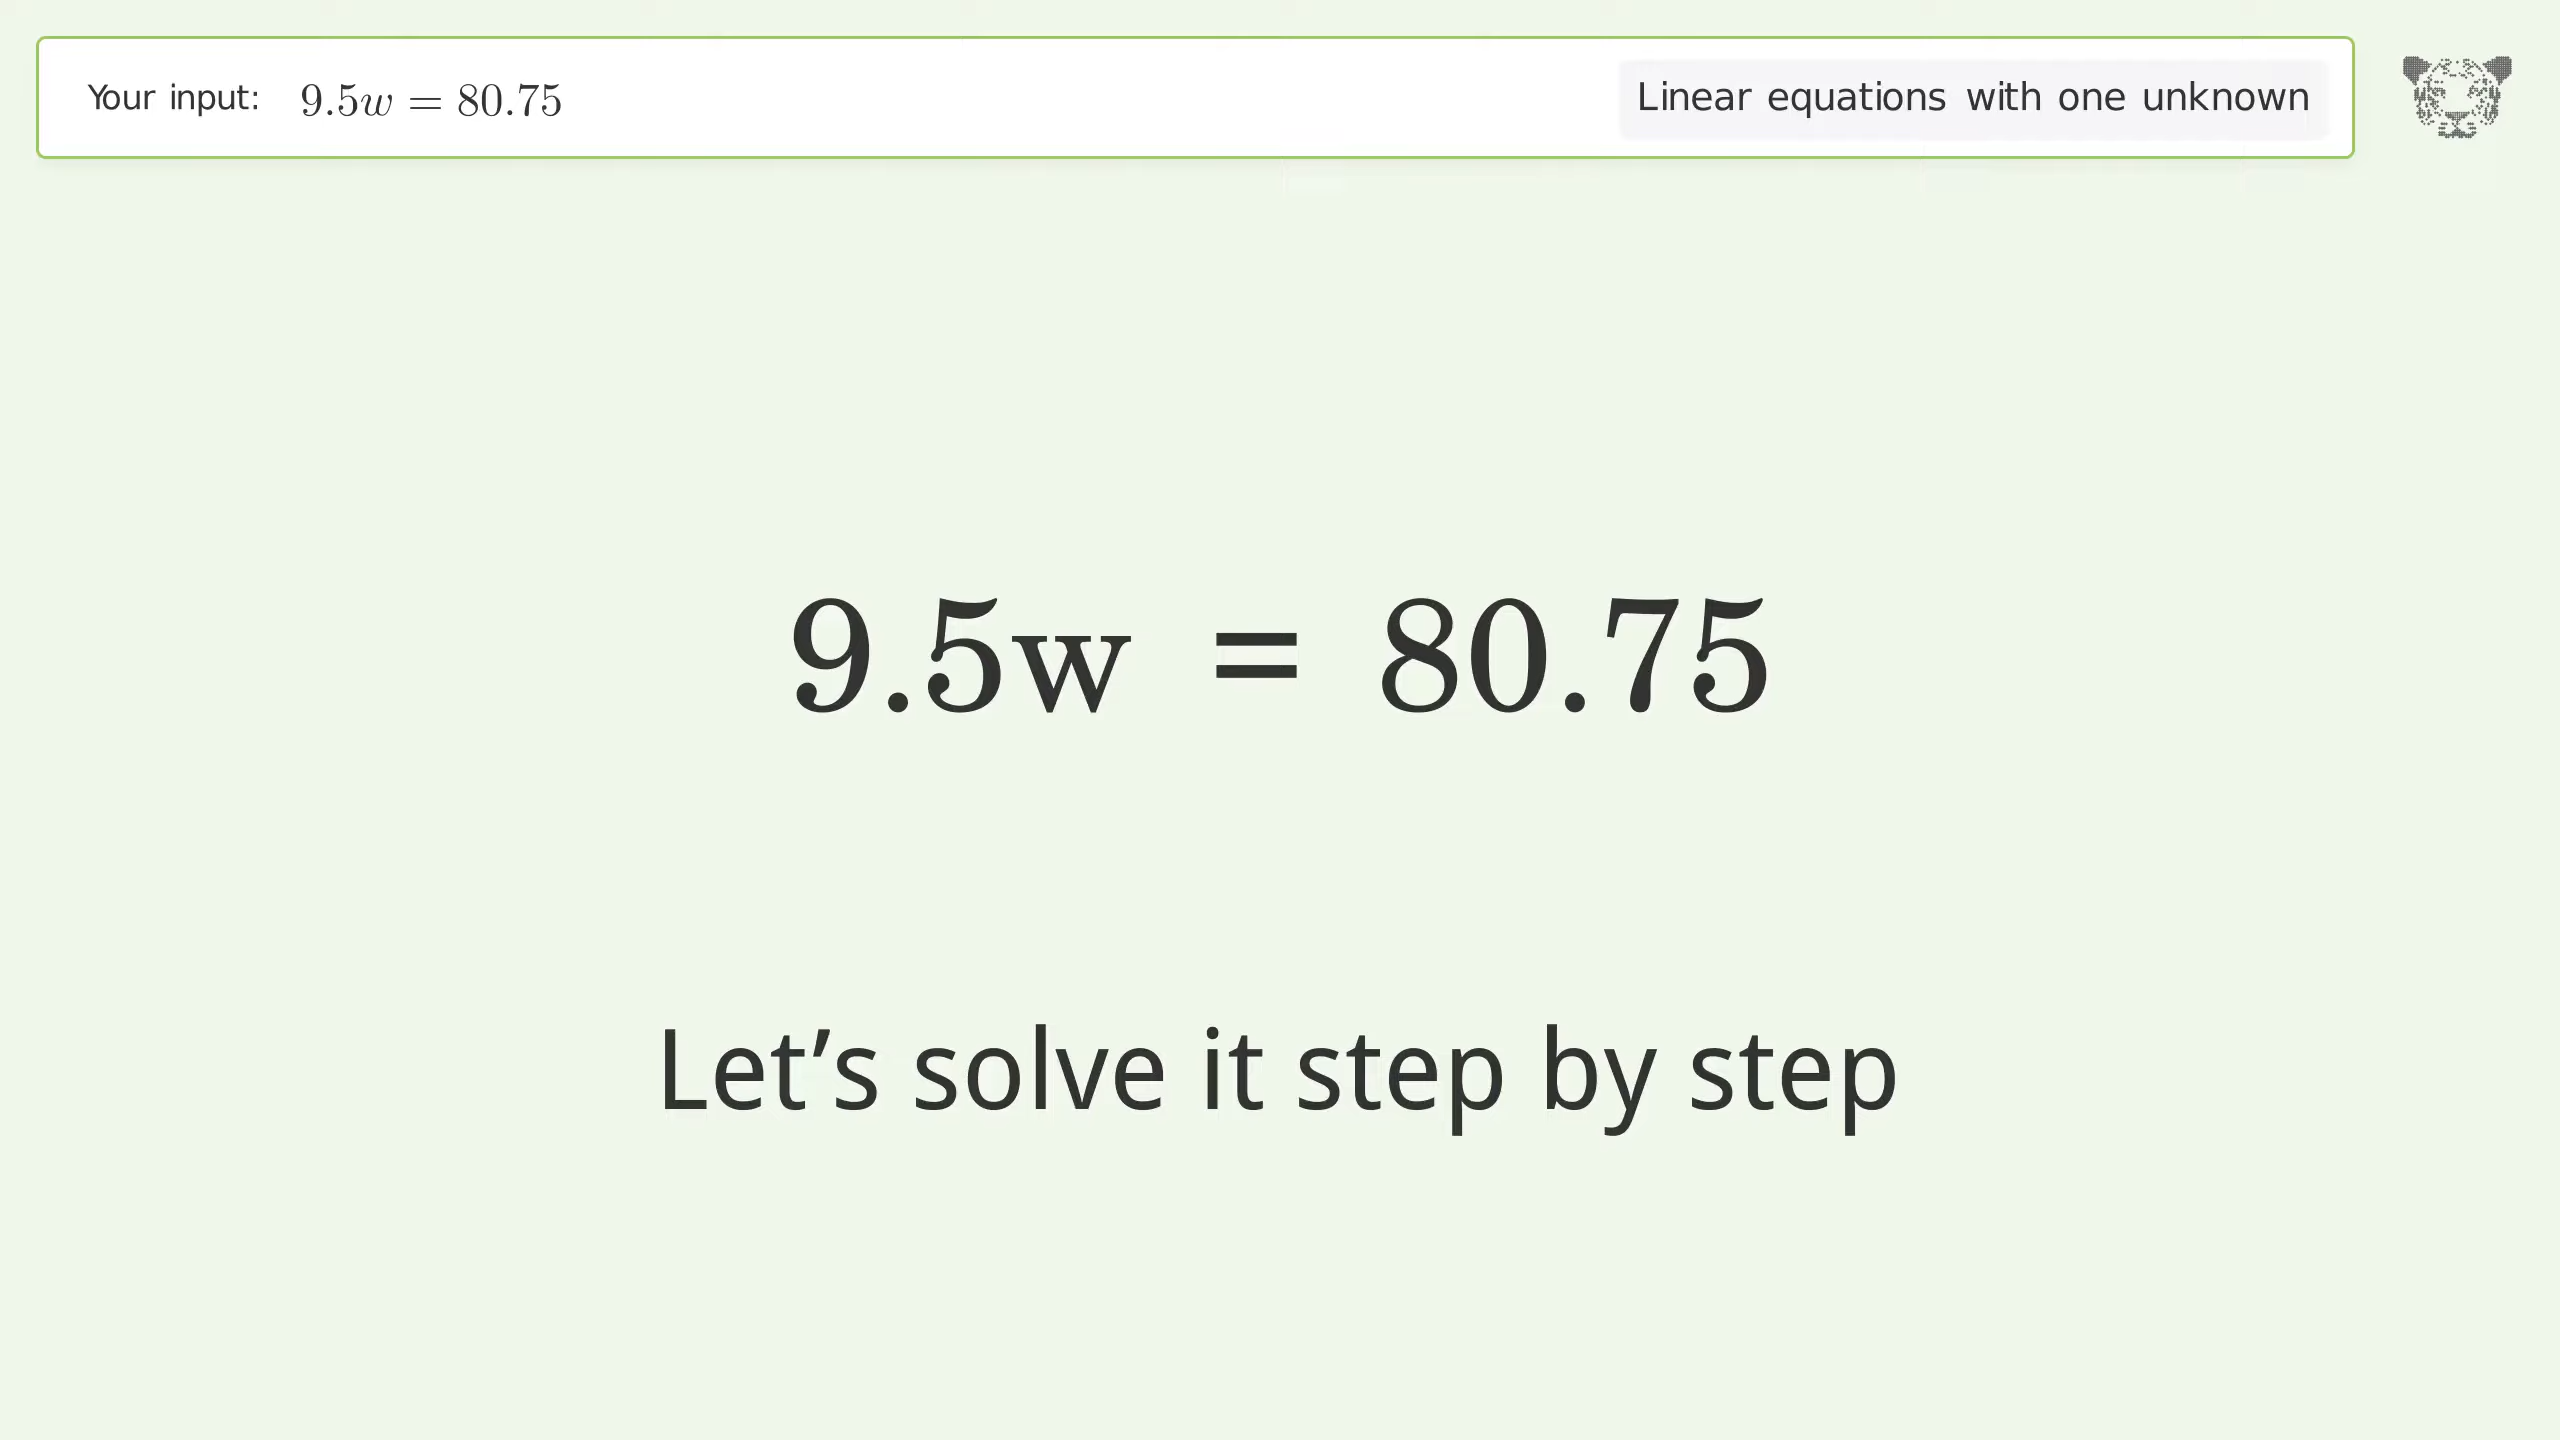 Your input: 9.5w = 80.75 Linear equations with one unknown
9.5w = 80.75
Let’s solve it step by step